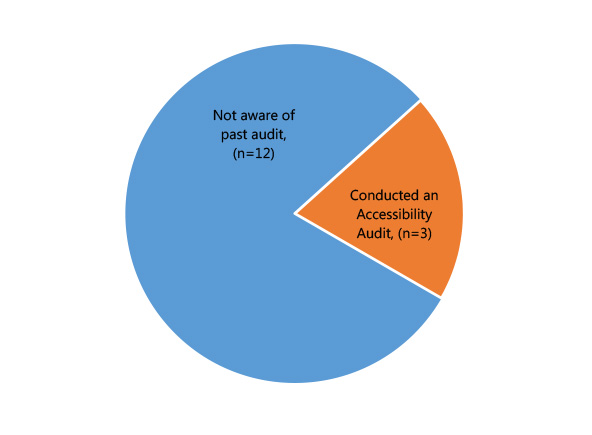 Not aware of
past audit,
(n=12)
Conducted an
Accessibility
Audit, (n=3)